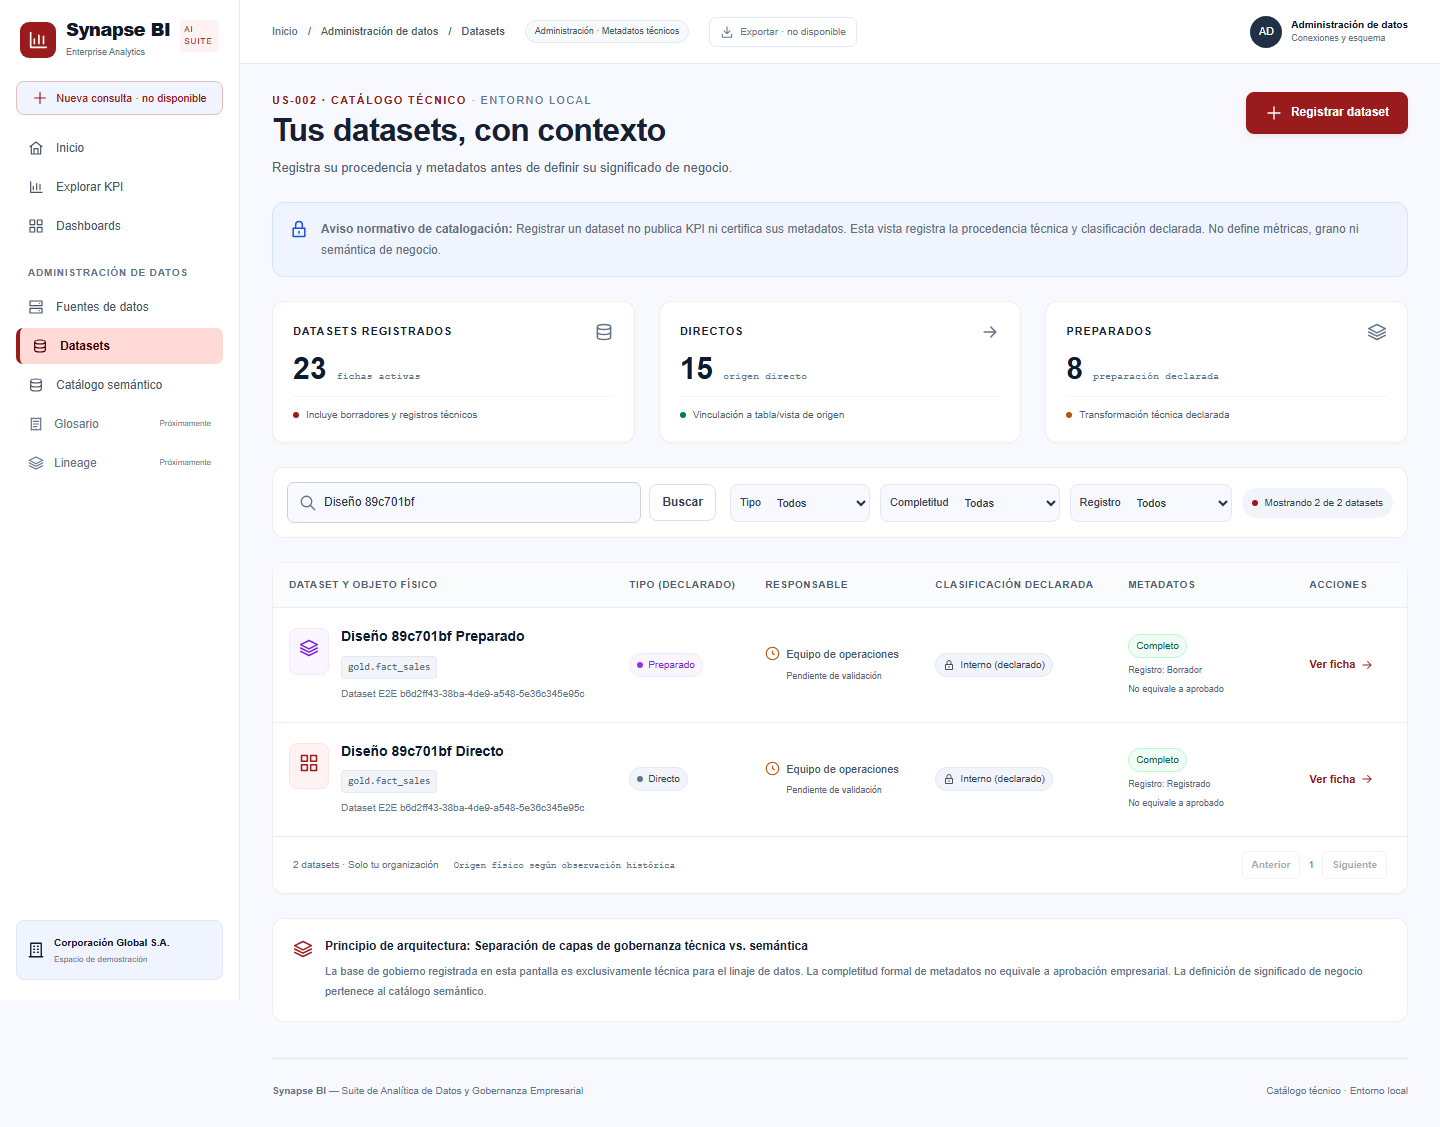 Synapse BI
AI SUITE
Enterprise Analytics
Nueva consulta · no disponible
Inicio
Explorar KPI
Dashboards
ADMINISTRACIÓN DE DATOS
Fuentes de datos
Datasets
Catálogo semántico
Glosario Próximamente
Lineage Próximamente
Corporación Global S.A.
Espacio de demostración
Inicio / Administración de datos / Datasets
Administración · Metadatos técnicos
Exportar · no disponible
AD
Administración de datos
Conexiones y esquema
US-002 · CATÁLOGO TÉCNICO · ENTORNO LOCAL
Tus datasets, con contexto
Registra su procedencia y metadatos antes de definir su significado de negocio.
Registrar dataset
Aviso normativo de catalogación: Registrar un dataset no publica KPI ni certifica sus metadatos. Esta vista registra la procedencia técnica y clasificación declarada. No define métricas, grano ni
semántica de negocio.
DATASETS REGISTRADOS
23 fichas activas
Incluye borradores y registros técnicos
DIRECTOS
15 origen directo
Vinculación a tabla/vista de origen
PREPARADOS
8 preparación declarada
Transformación técnica declarada
Diseño 89c701bf
Buscar
Tipo Todos
Completitud Todas
Registro Todos
Mostrando 2 de 2 datasets
DATASET Y OBJETO FÍSICO TIPO (DECLARADO) RESPONSABLE CLASIFICACIÓN DECLARADA METADATOS ACCIONES
Diseño 89c701bf Preparado
gold.fact_sales
Dataset E2E b6d2ff43-38ba-4de9-a548-5e36c345e95c
Preparado
Equipo de operaciones
Pendiente de validación
Interno (declarado)
Completo
Registro: Borrador
No equivale a aprobado
Ver ficha
Diseño 89c701bf Directo
gold.fact_sales
Dataset E2E b6d2ff43-38ba-4de9-a548-5e36c345e95c
Directo
Equipo de operaciones
Pendiente de validación
Interno (declarado)
Completo
Registro: Registrado
No equivale a aprobado
Ver ficha
2 datasets · Solo tu organización Origen físico según observación histórica
Anterior 1 Siguiente
Principio de arquitectura: Separación de capas de gobernanza técnica vs. semántica
La base de gobierno registrada en esta pantalla es exclusivamente técnica para el linaje de datos. La completitud formal de metadatos no equivale a aprobación empresarial. La definición de significado de negocio
pertenece al catálogo semántico.
Synapse BI — Suite de Analítica de Datos y Gobernanza Empresarial
Catálogo técnico · Entorno local